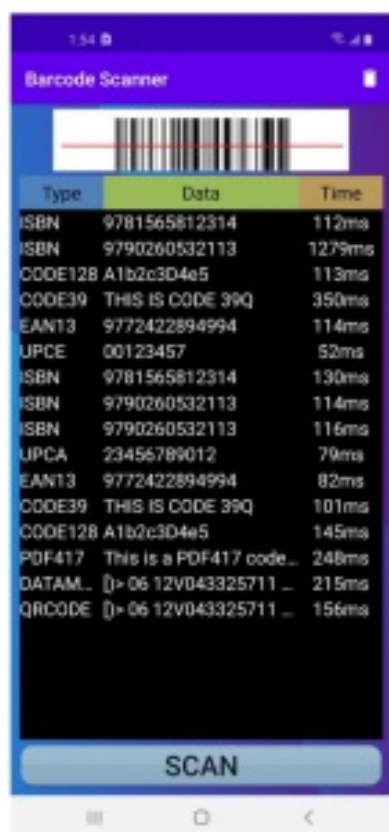 1:54
Barcode Scanner
Type Data Time
ISBN 9781565812314 112ms
ISBN 9790260532113 1279ms
CODE128 A1b2c3D4e5 113ms
CODE39 THIS IS CODE 39Q 350ms
EAN13 9772422894994 114ms
UPCE 00123457 52ms
ISBN 9781565812314 130ms
ISBN 9790260532113 114ms
ISBN 9790260532113 116ms
UPCA 23456789012 79ms
EAN13 9772422894994 82ms
CODE39 THIS IS CODE 39Q 101ms
CODE128 A1b2c3D4e5 145ms
PDF417 This is a PDF417 code... 248ms
DATAM... [)> 06 12V043325711 ... 215ms
QRCODE [)> 06 12V043325711 ... 156ms
SCAN